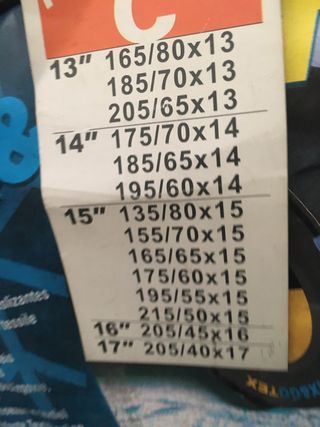 C
13" 165/80x13
185/70x13
205/65x13
14" 175/70x14
185/65x14
195/60x14
15" 135/80x15
155/70x15
165/65x15
175/60x15
195/55x15
215/50x15
16" 205/45x16
17" 205/40x17
&